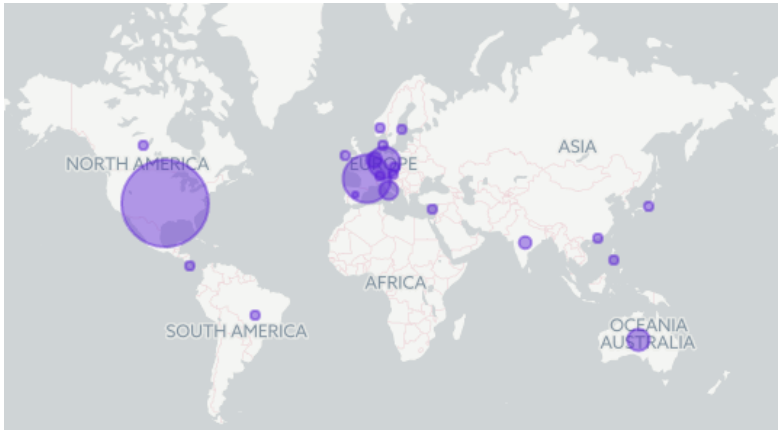 ASIA
NORTH AMERICA
EUROPE
AFRICA
SOUTH AMERICA
OCEANIA
AUSTRALIA